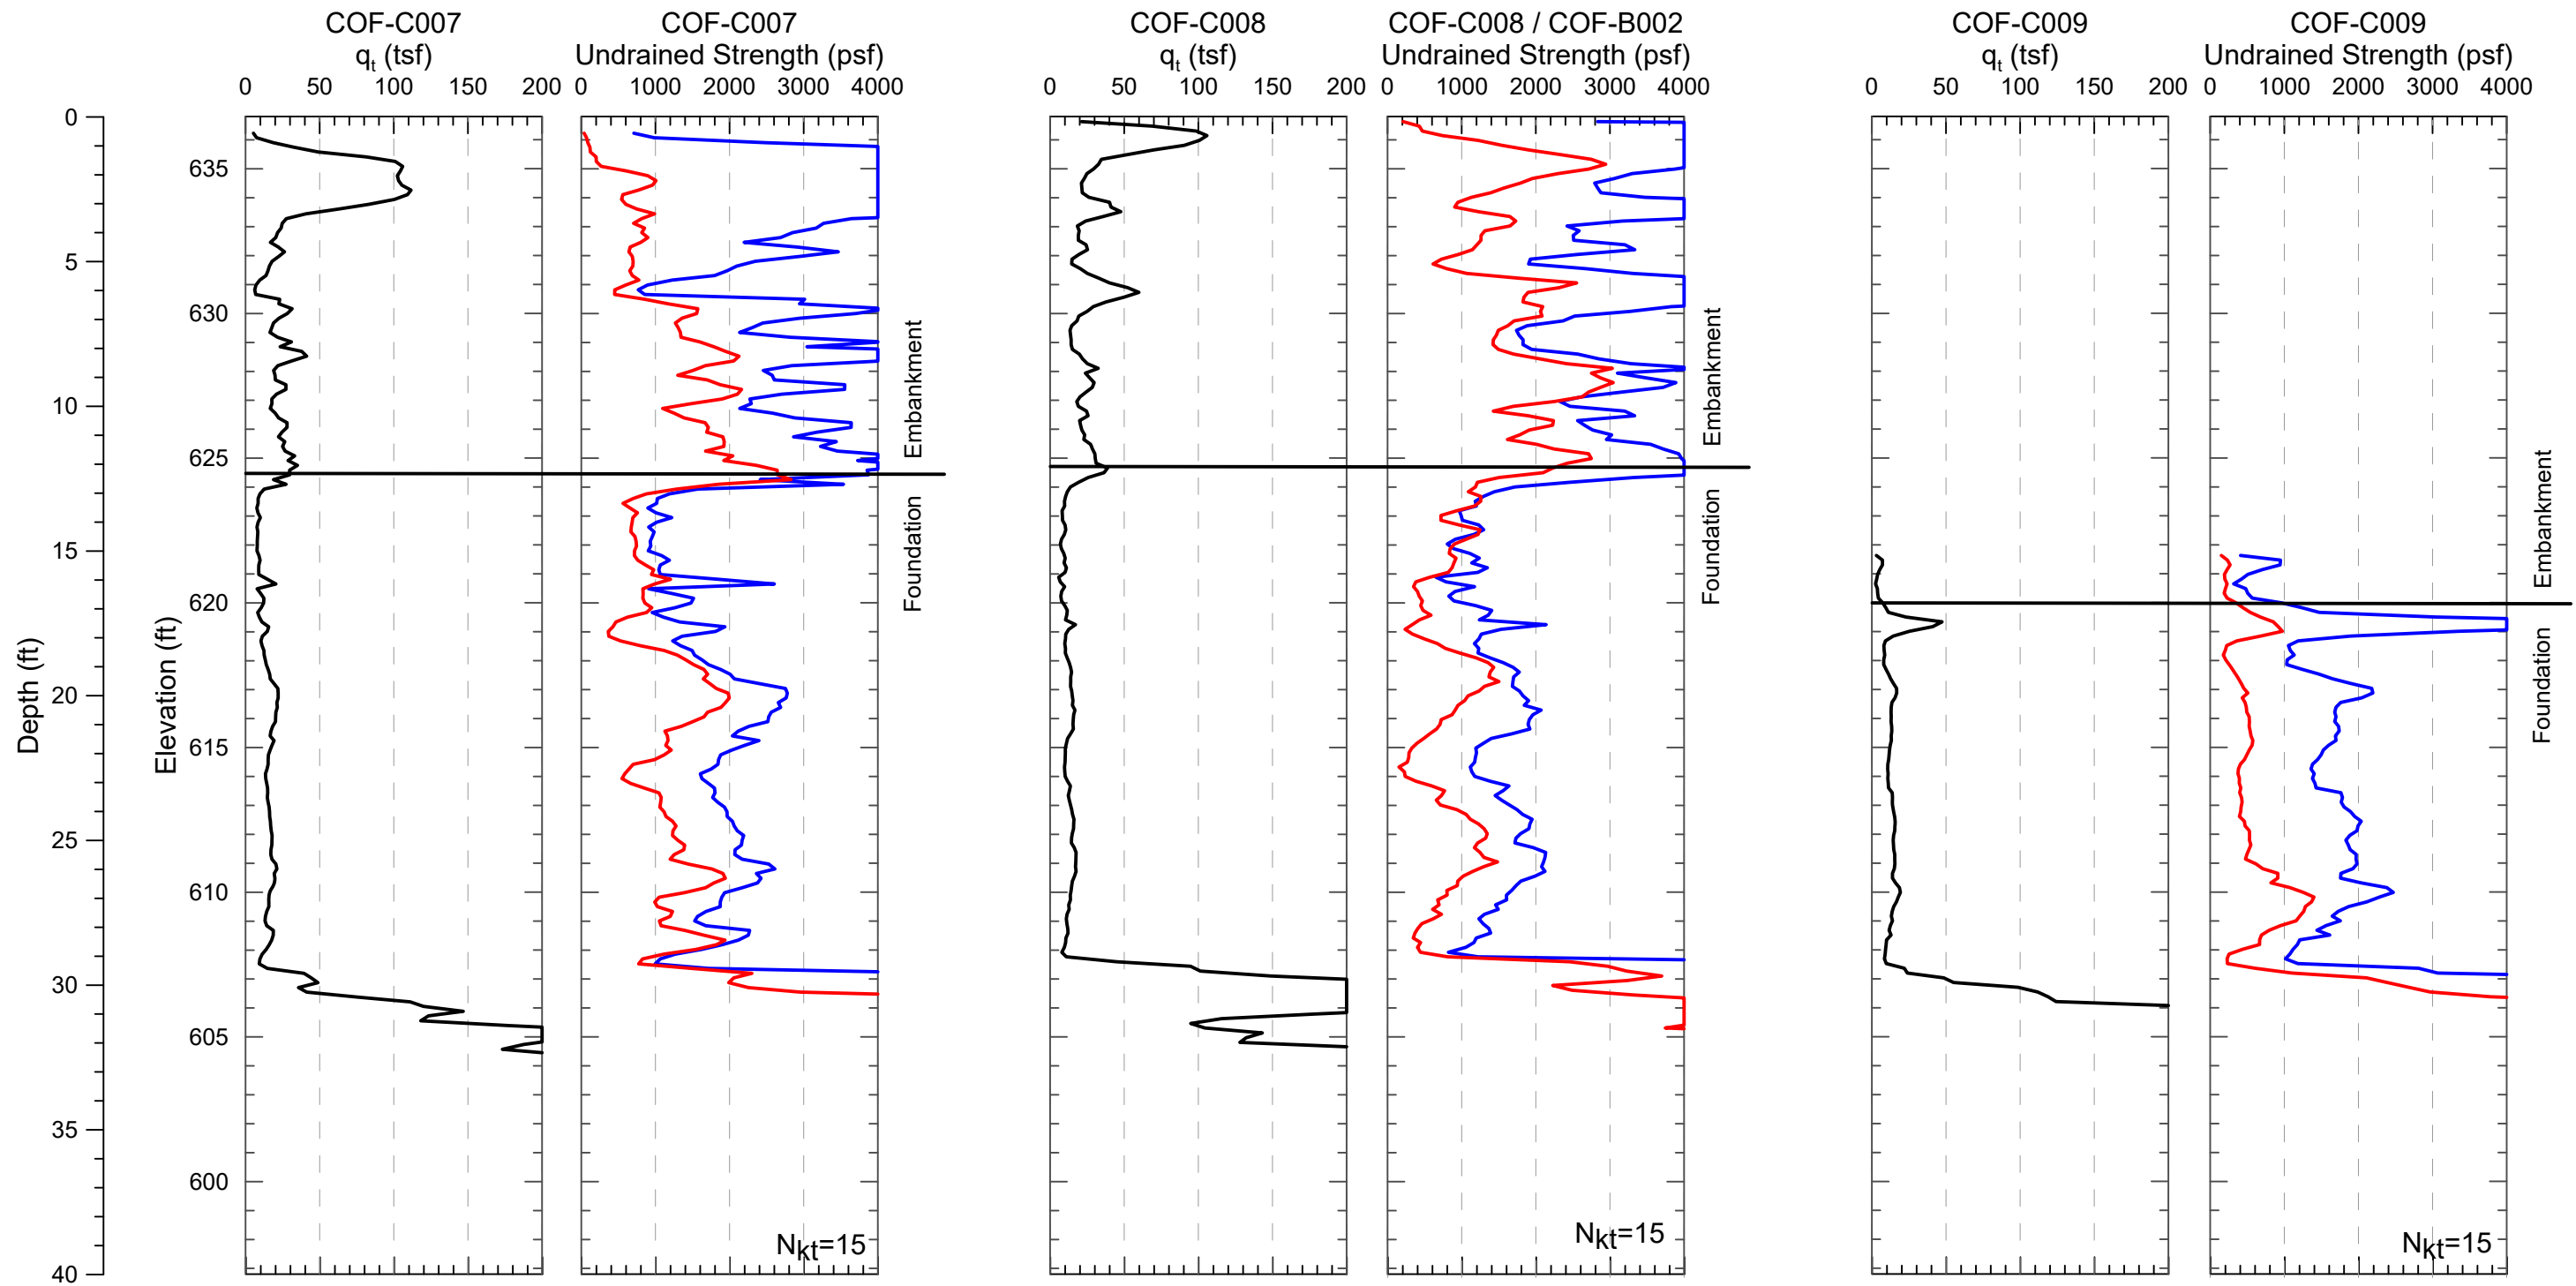 COF-C007
qt (tsf)
0 50 100 150 200
COF-C007
Undrained Strength (psf)
0 1000 2000 3000 4000
COF-C008
qt (tsf)
0 50 100 150 200
COF-C008 / COF-B002
Undrained Strength (psf)
0 1000 2000 3000 4000
COF-C009
qt (tsf)
0 50 100 150 200
COF-C009
Undrained Strength (psf)
0 1000 2000 3000 4000
Depth (ft)
0
5
10
15
20
25
30
35
40
Elevation (ft)
635
630
625
620
615
610
605
600
Embankment
Foundation
Nkt=15
Embankment
Foundation
Nkt=15
Embankment
Foundation
Nkt=15